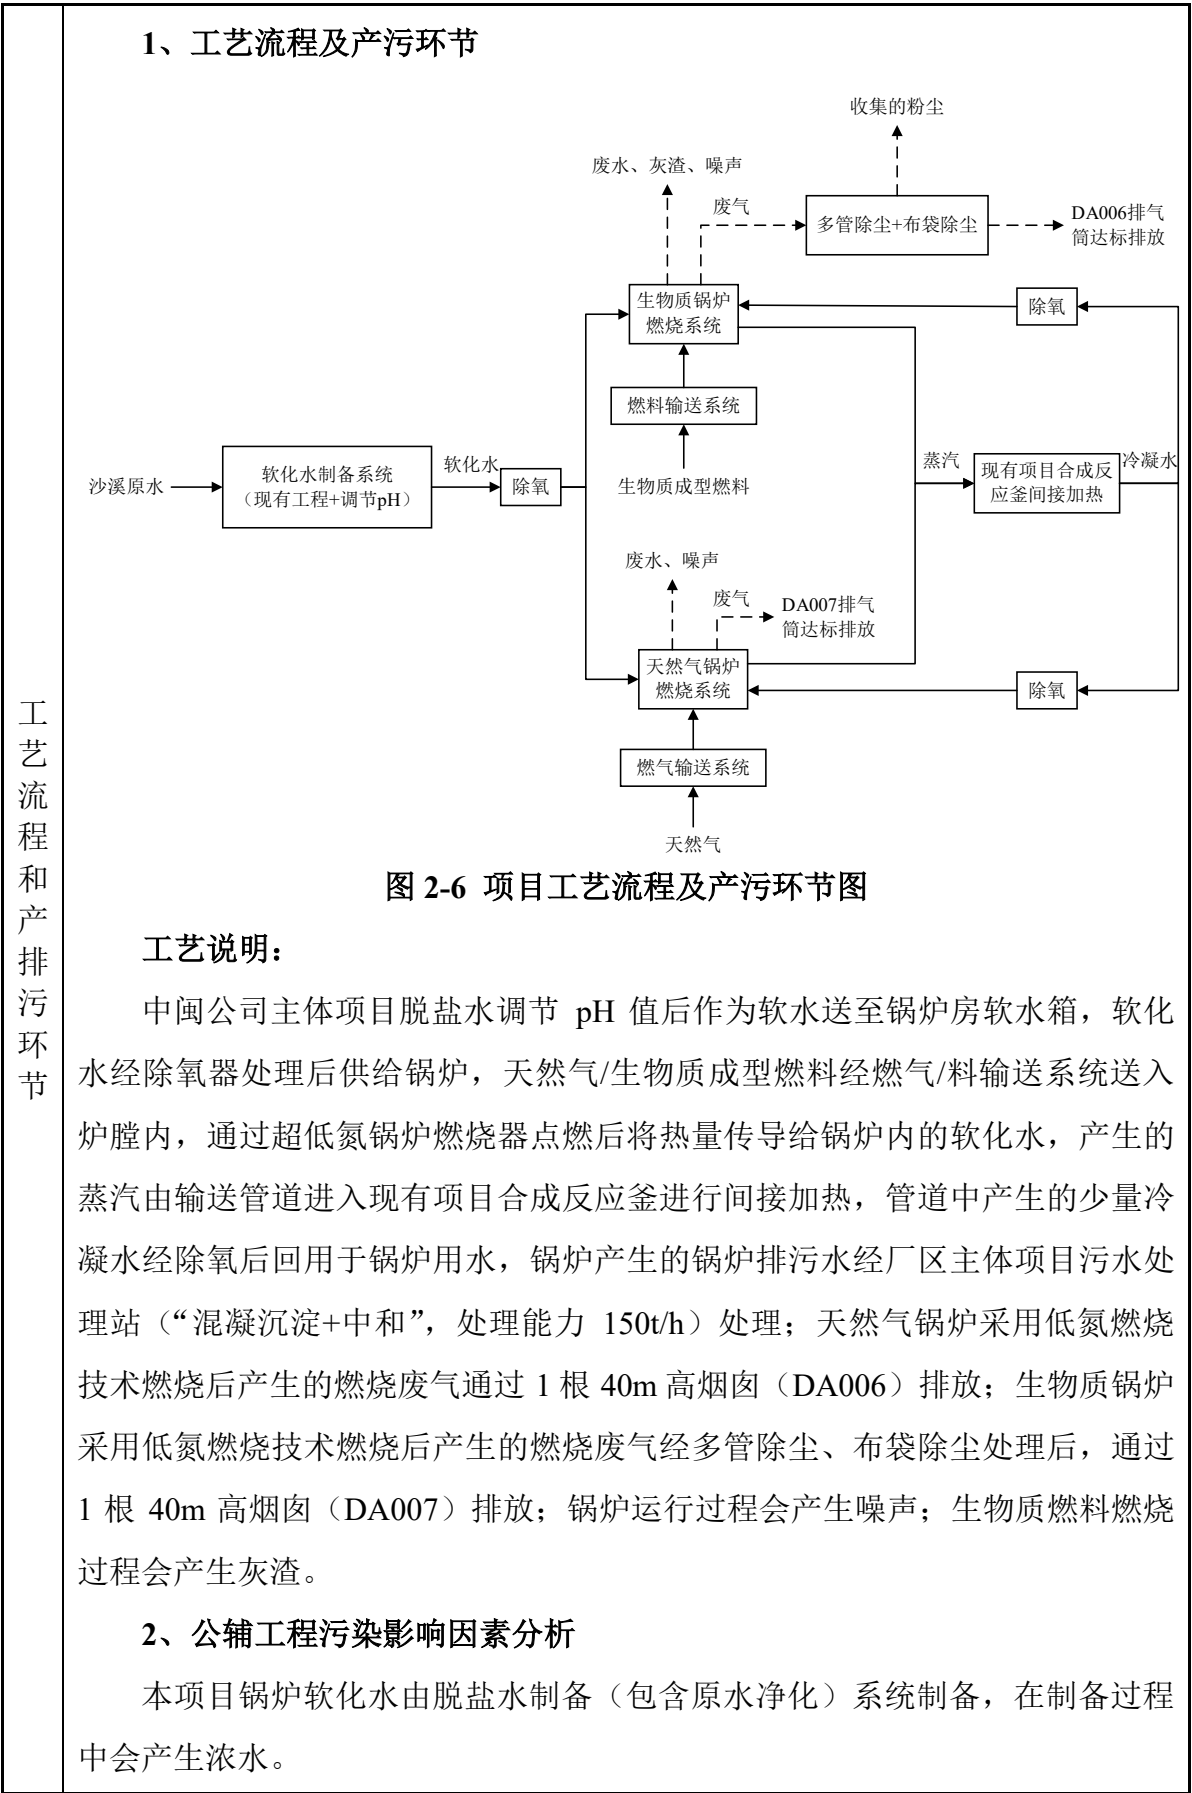 1、工艺流程及产污环节
收集的粉尘
废水、灰渣、噪声
废气
多管除尘+布袋除尘
DA006排气
筒达标排放
生物质锅炉
燃烧系统
除氧
燃料输送系统
沙溪原水
软化水制备系统
（现有工程+调节pH）
软化水
除氧
生物质成型燃料
蒸汽
现有项目合成反
应釜间接加热
冷凝水
废水、噪声
废气
DA007排气
筒达标排放
天然气锅炉
燃烧系统
除氧
燃气输送系统
天然气
图 2-6 项目工艺流程及产污环节图
工艺流程和产排污环节
工艺说明：
中闽公司主体项目脱盐水调节 pH 值后作为软水送至锅炉房软水箱，软化
水经除氧器处理后供给锅炉，天然气/生物质成型燃料经燃气/料输送系统送入
炉膛内，通过超低氮锅炉燃烧器点燃后将热量传导给锅炉内的软化水，产生的
蒸汽由输送管道进入现有项目合成反应釜进行间接加热，管道中产生的少量冷
凝水经除氧后回用于锅炉用水，锅炉产生的锅炉排污水经厂区主体项目污水处
理站（“混凝沉淀+中和”，处理能力 150t/h）处理；天然气锅炉采用低氮燃烧
技术燃烧后产生的燃烧废气通过 1 根 40m 高烟囱（DA006）排放；生物质锅炉
采用低氮燃烧技术燃烧后产生的燃烧废气经多管除尘、布袋除尘处理后，通过
1 根 40m 高烟囱（DA007）排放；锅炉运行过程会产生噪声；生物质燃料燃烧
过程会产生灰渣。
2、公辅工程污染影响因素分析
本项目锅炉软化水由脱盐水制备（包含原水净化）系统制备，在制备过程
中会产生浓水。